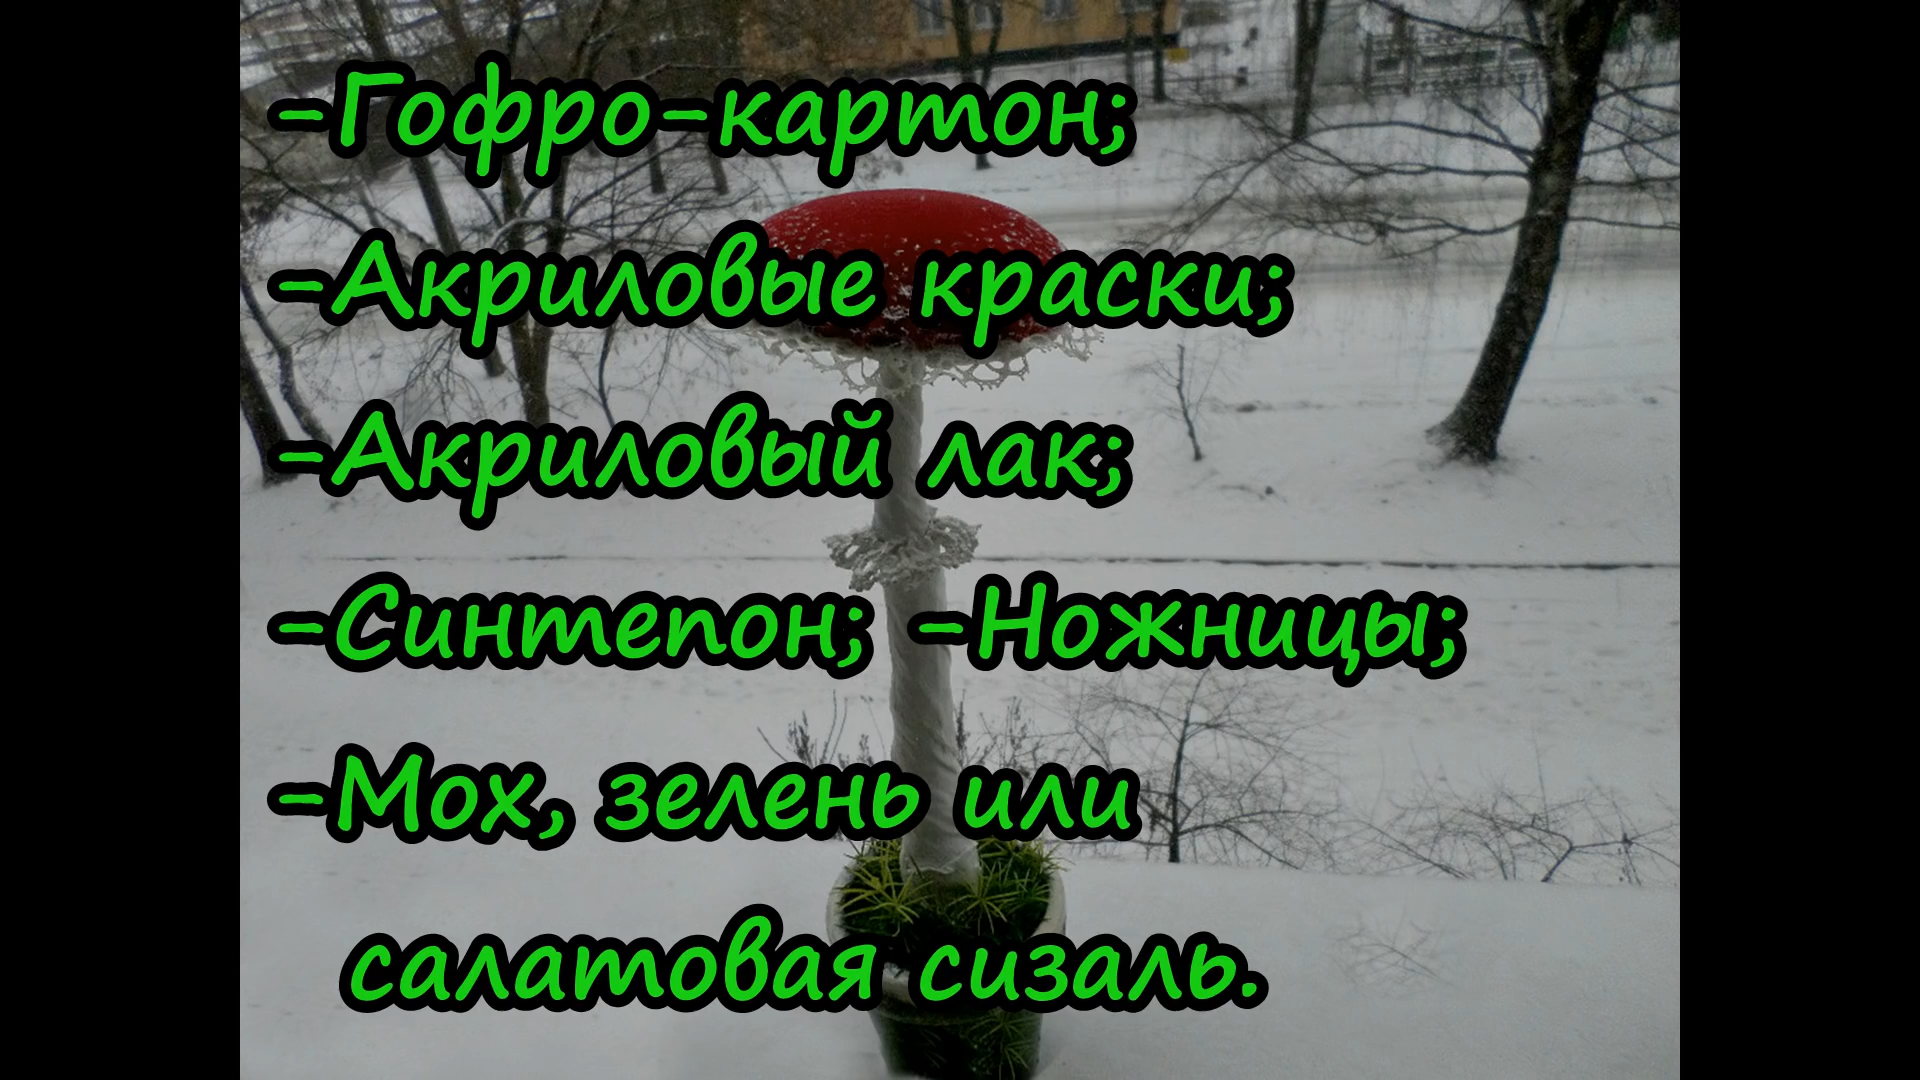 -Гофро-картон;
-Акриловые краски;
-Акриловый лак;
-Синтепон; -Ножницы;
-Мох, зелень или
салатовая сизаль.